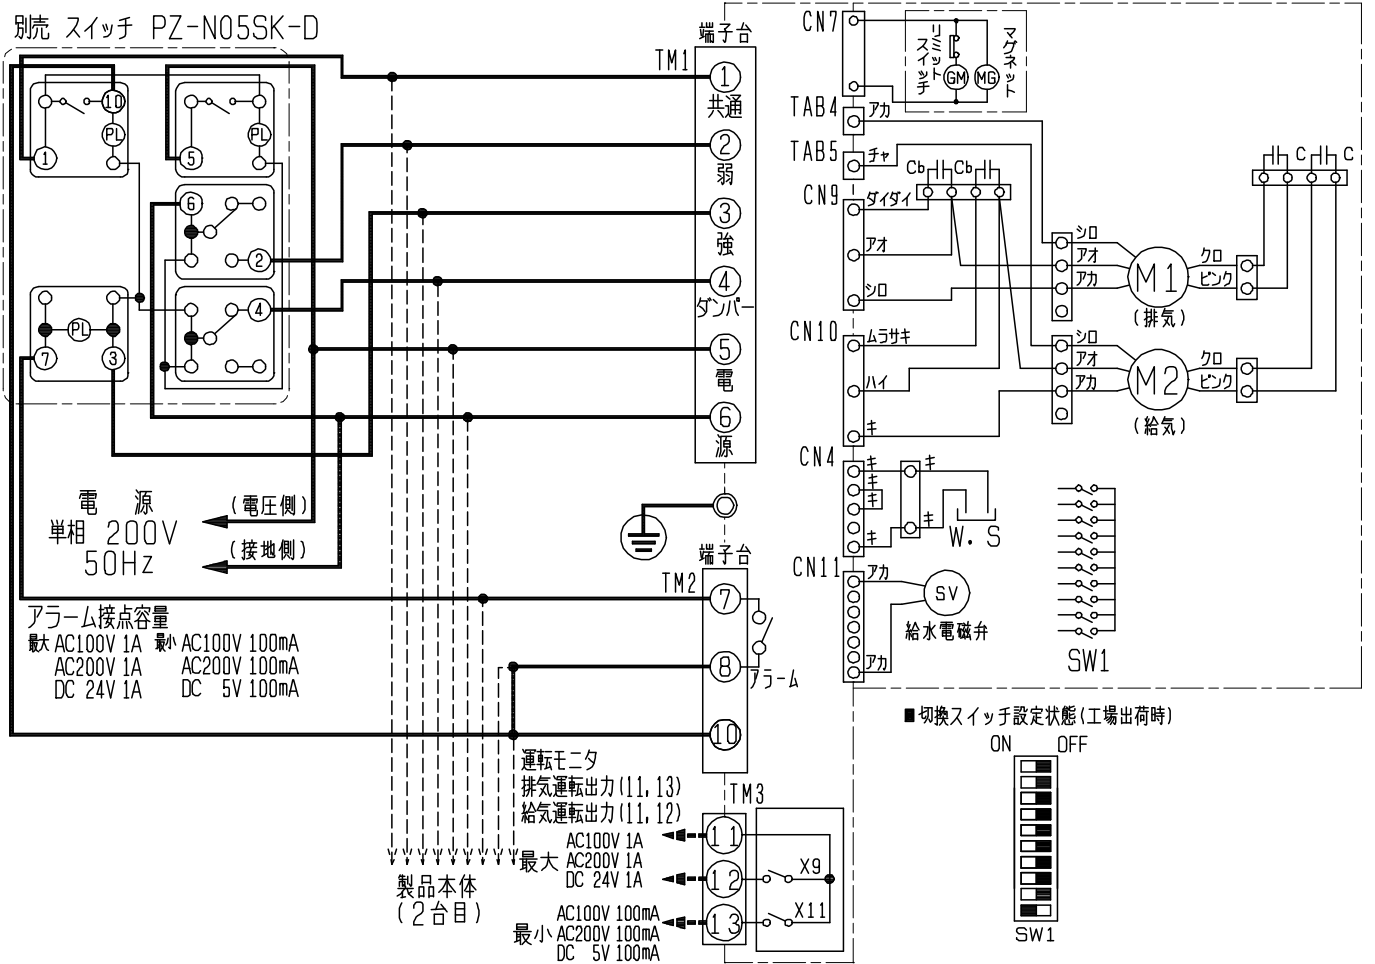 別売 スイッチ PZ-N05SK-D
10
PL
1
5
PL
6
2
4
PL
7
3
電 源
単相 200V
50Hz
(電圧側)
(接地側)
アラーム接点容量
最大 AC100V 1A 最小 AC100V 100mA
AC200V 1A AC200V 100mA
DC 24V 1A DC 5V 100mA
端子台
TM1
1
共通
2
弱
3
強
4
ダンパー
5
電
6
源
端子台
TM2
7
8
アラーム
10
運転モニタ
排気運転出力(11,13)
給気運転出力(11,12)
TM3
AC100V 1A
最大 AC200V 1A
DC 24V 1A
AC100V 100mA
最小 AC200V 100mA
DC 5V 100mA
11
12
13
X9
X11
製品本体
(2台目)
CN7
リミット
スイッチ
マグネット
GM
MG
TAB4
アカ
TAB5
チャ
CN9
ダイダイ
アオ
シロ
Cb
Cb
CN10
ムラサキ
ハイ
キ
CN4
キ
キ
キ
キ
キ
キ
W.S
CN11
アカ
アカ
SV
給水電磁弁
シロ
アオ
アカ
M1
(排気)
クロ
ピンク
シロ
アオ
アカ
M2
(給気)
クロ
ピンク
C
C
SW1
■切換スイッチ設定状態(工場出荷時)
ON OFF
SW1